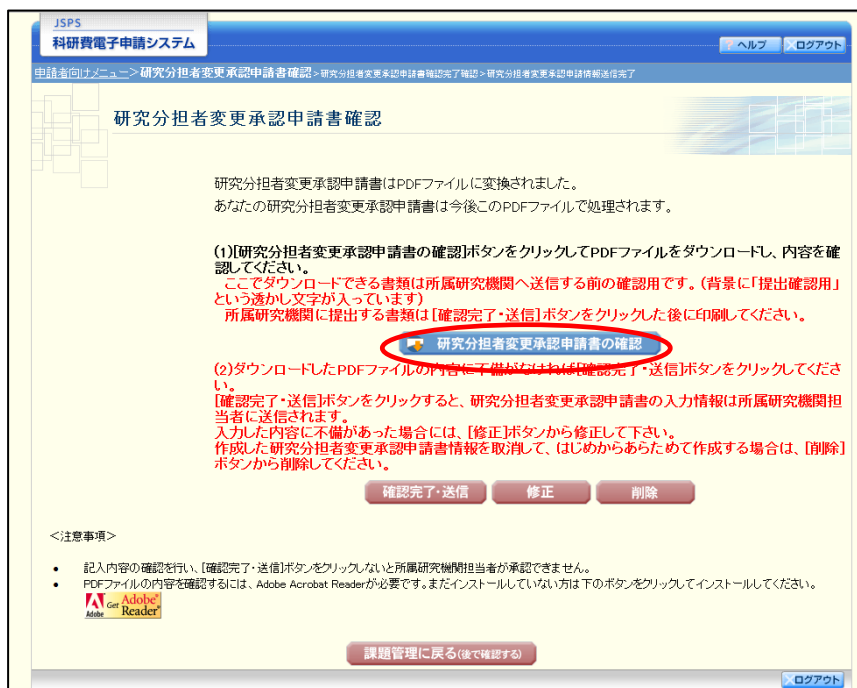 JSPS
科研費電子申請システム
? ヘルプ
ログアウト
申請者向けメニュー>研究分担者変更承認申請書確認>研究分担者変更承認申請書確認完了確認>研究分担者変更承認申請情報送信完了
研究分担者変更承認申請書確認
研究分担者変更承認申請書はPDFファイルに変換されました。
あなたの研究分担者変更承認申請書は今後このPDFファイルで処理されます。
(1)[研究分担者変更承認申請書の確認]ボタンをクリックしてPDFファイルをダウンロードし、内容を確
認してください。
ここでダウンロードできる書類は所属研究機関へ送信する前の確認用です。(背景に「提出確認用」
という透かし文字が入っています)
所属研究機関に提出する書類は[確認完了・送信]ボタンをクリックした後に印刷してください。
研究分担者変更承認申請書の確認
(2)ダウンロードしたPDFファイルの内容に不備がなければ[確認完了・送信]ボタンをクリックしてくださ
い。
[確認完了・送信]ボタンをクリックすると、研究分担者変更承認申請書の入力情報は所属研究機関担
当者に送信されます。
入力した内容に不備があった場合には、[修正]ボタンから修正して下さい。
作成した研究分担者変更承認申請書情報を取消して、はじめからあらためて作成する場合は、[削除]
ボタンから削除してください。
確認完了・送信
修正
削除
<注意事項>
• 記入内容の確認を行い、[確認完了・送信]ボタンをクリックしないと所属研究機関担当者が承認できません。
• PDFファイルの内容を確認するには、Adobe Acrobat Readerが必要です。まだインストールしていない方は下のボタンをクリックしてインストールしてください。
Adobe Get Adobe® Reader®
課題管理に戻る(後で確認する)
ログアウト